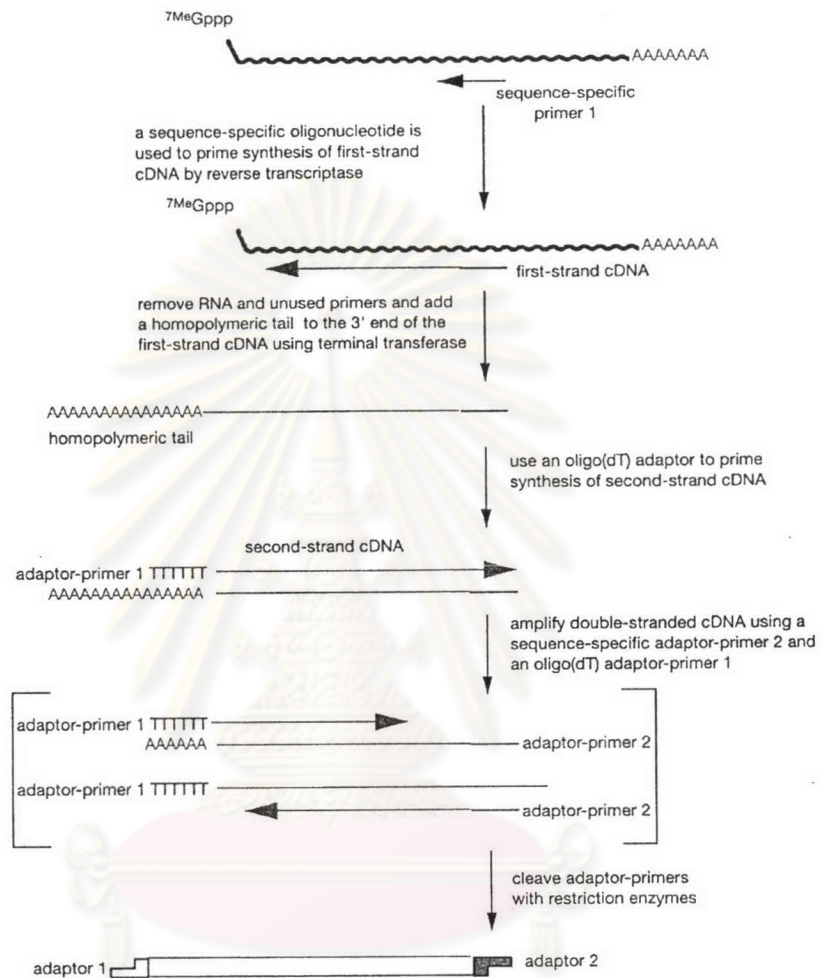 7MeGppp
AAAAAAA
sequence-specific
primer 1
a sequence-specific oligonucleotide is
used to prime synthesis of first-strand
cDNA by reverse transcriptase
7MeGppp
AAAAAAA
first-strand cDNA
remove RNA and unused primers and add
a homopolymeric tail to the 3' end of the
first-strand cDNA using terminal transferase
AAAAAAAAAAAAAAA
homopolymeric tail
use an oligo(dT) adaptor to prime
synthesis of second-strand cDNA
second-strand cDNA
adaptor-primer 1 TTTTTT
AAAAAAAAAAAAAAA
amplify double-stranded cDNA using a
sequence-specific adaptor-primer 2 and
an oligo(dT) adaptor-primer 1
adaptor-primer 1 TTTTTT
AAAAAA adaptor-primer 2
adaptor-primer 1 TTTTTT
adaptor-primer 2
cleave adaptor-primers
with restriction enzymes
adaptor 1 adaptor 2